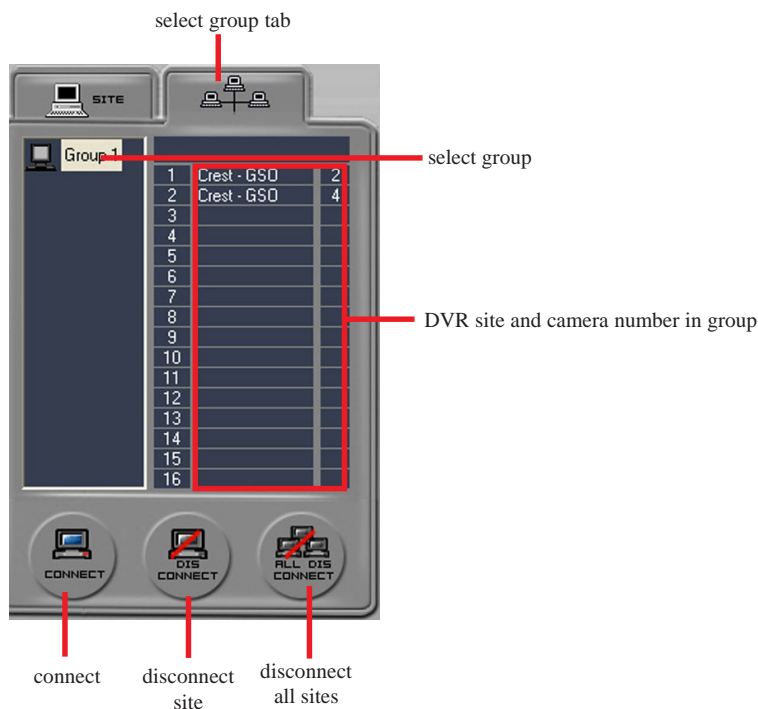 select group tab
SITE
Group 1
select group
1 Crest - GSO 2
2 Crest - GSO 4
3
4
5
6
7
8
DVR site and camera number in group
9
10
11
12
13
14
15
16
CONNECT
DIS
CONNECT
ALL DIS
CONNECT
connect
disconnect
site
disconnect
all sites